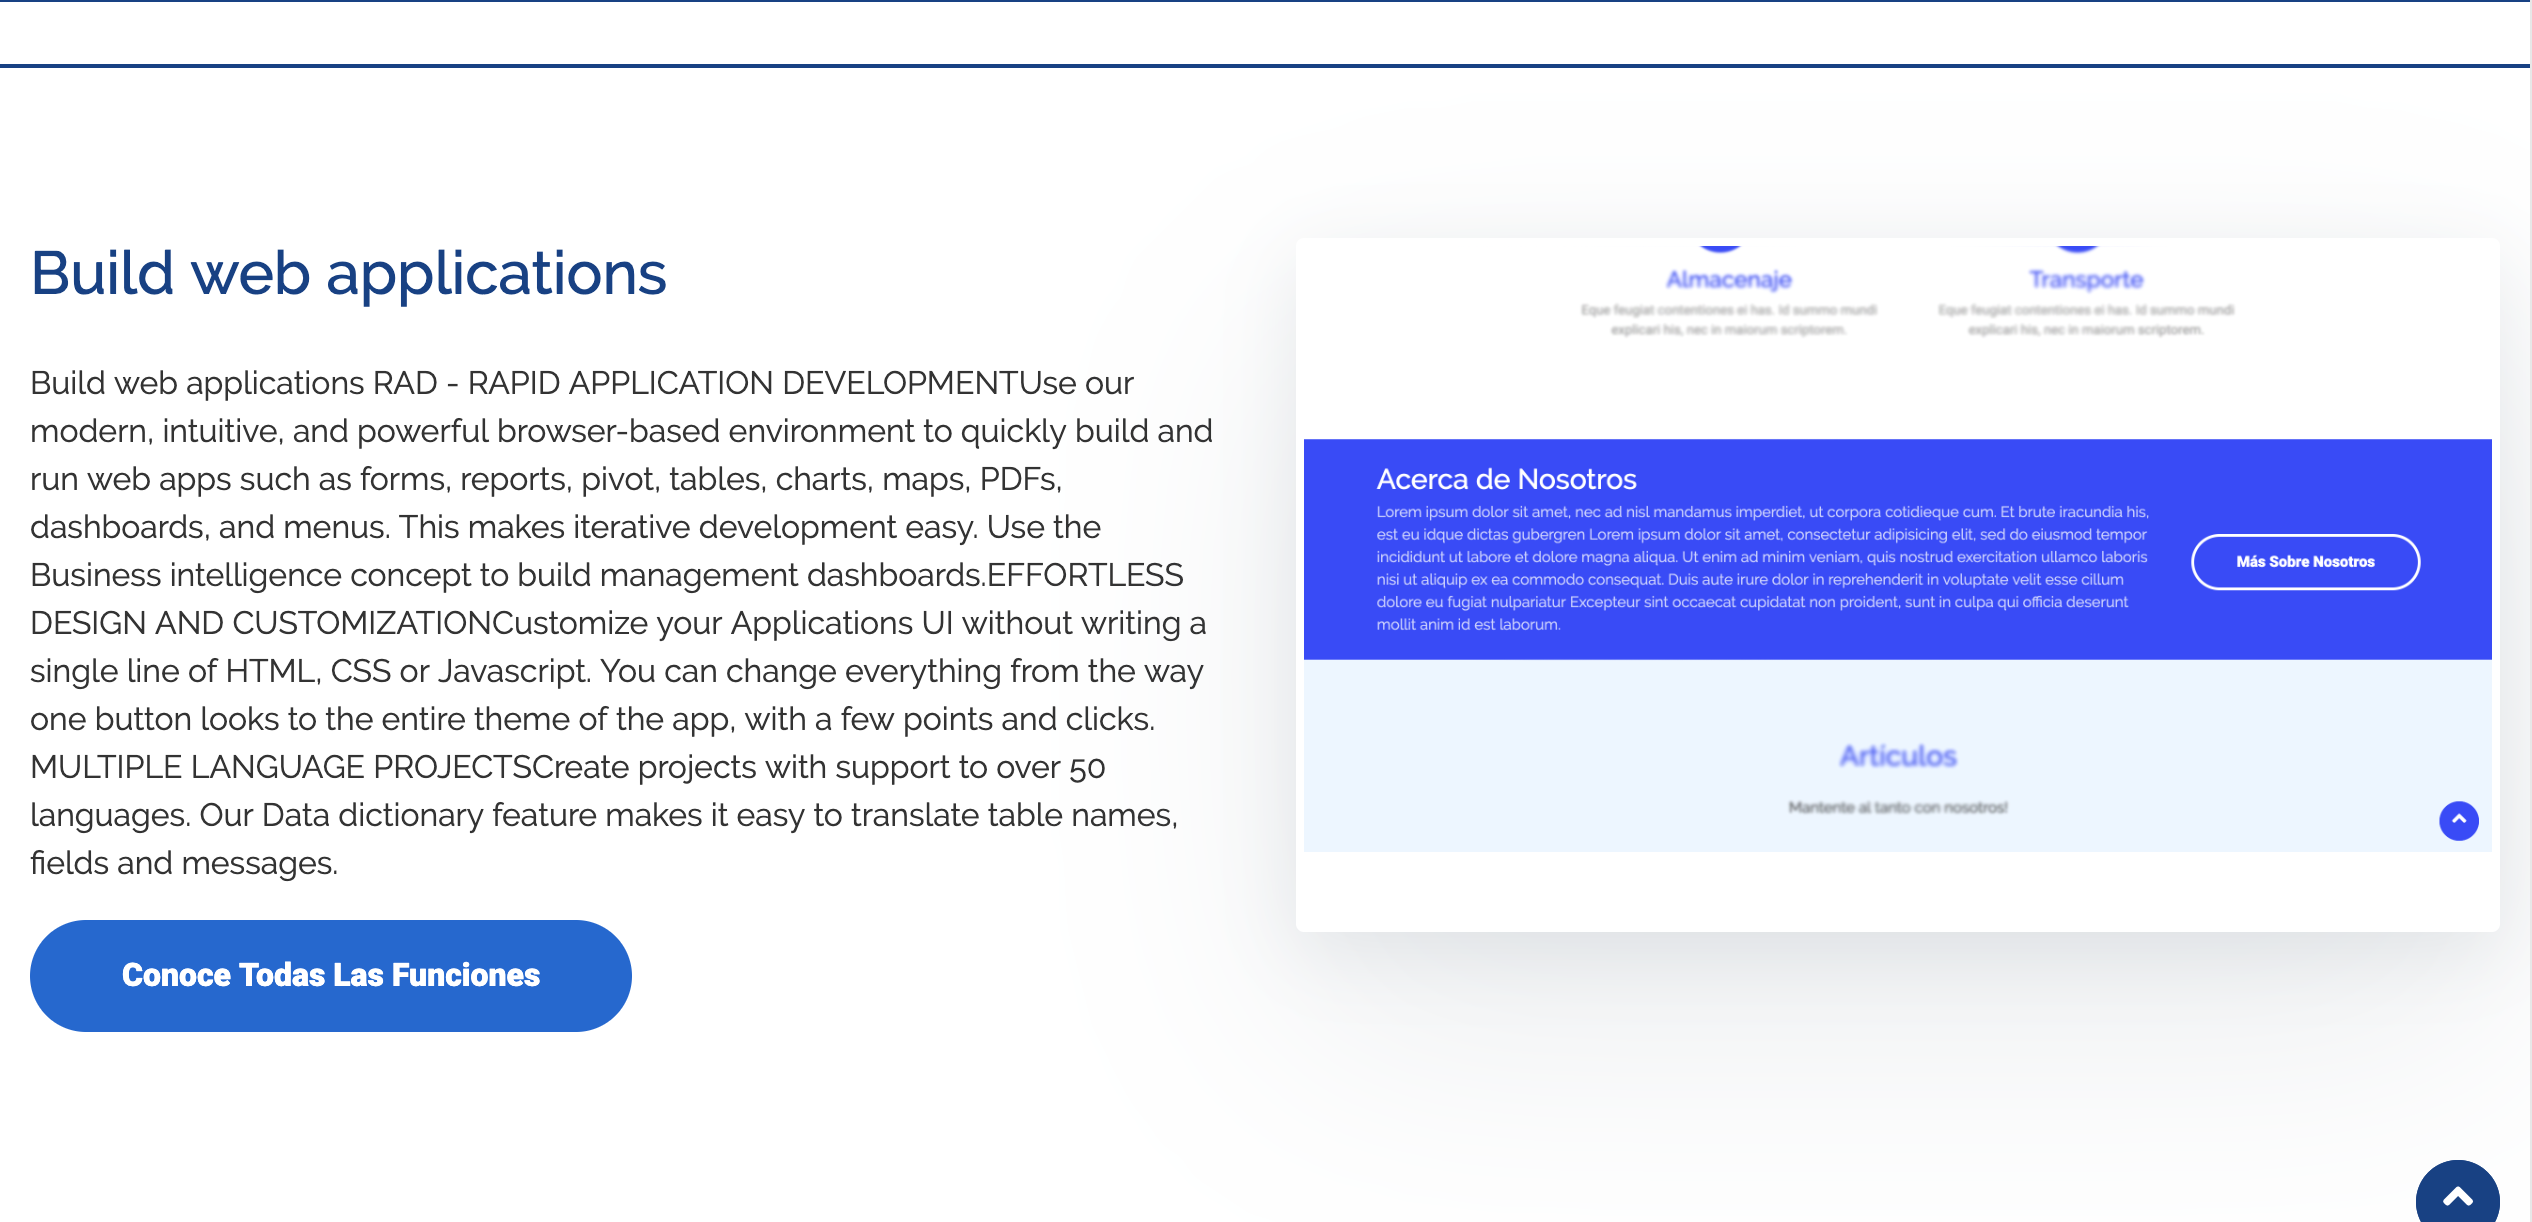 Build web applications
Build web applications RAD - RAPID APPLICATION DEVELOPMENTUse our
modern, intuitive, and powerful browser-based environment to quickly build and
run web apps such as forms, reports, pivot, tables, charts, maps, PDFs,
dashboards, and menus. This makes iterative development easy. Use the
Business intelligence concept to build management dashboards.EFFORTLESS
DESIGN AND CUSTOMIZATIONCustomize your Applications UI without writing a
single line of HTML, CSS or Javascript. You can change everything from the way
one button looks to the entire theme of the app, with a few points and clicks.
MULTIPLE LANGUAGE PROJECTSCreate projects with support to over 50
languages. Our Data dictionary feature makes it easy to translate table names,
fields and messages.
Conoce Todas Las Funciones
Almacenaje
Eque feugiat contentiones ei has. Id summo mundi
explicari his, nec in maiorum scriptorem.
Transporte
Eque feugiat contentiones ei has. Id summo mundi
explicari his, nec in maiorum scriptorem.
Acerca de Nosotros
Lorem ipsum dolor sit amet, nec ad nisl mandamus imperdiet, ut corpora cotidieque cum. Et brute iracundia his,
est eu idque dictas gubergren Lorem ipsum dolor sit amet, consectetur adipisicing elit, sed do eiusmod tempor
incididunt ut labore et dolore magna aliqua. Ut enim ad minim veniam, quis nostrud exercitation ullamco laboris
nisi ut aliquip ex ea commodo consequat. Duis aute irure dolor in reprehenderit in voluptate velit esse cillum
dolore eu fugiat nulpariatur Excepteur sint occaecat cupidatat non proident, sunt in culpa qui officia deserunt
mollit anim id est laborum.
Más Sobre Nosotros
Artículos
Mantente al tanto con nosotros!